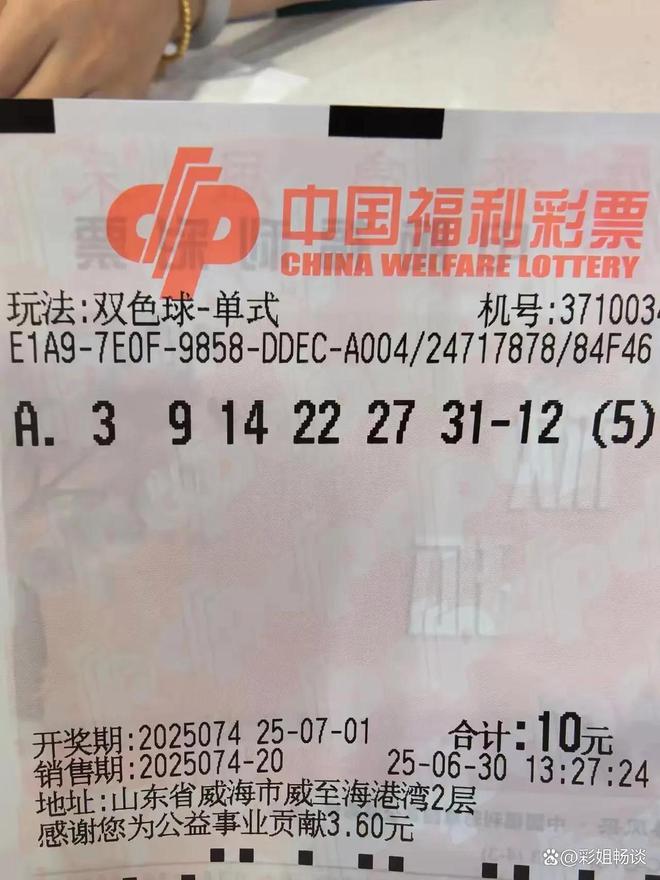 中国福利彩票
CHINA WELFARE LOTTERY
玩法:双色球-单式 机号:3710034
E1A9-7E0F-9858-DDEC-A004/24717878/84F46
A. 3 9 14 22 27 31-12 (5)
开奖期:2025074 25-07-01 合计:10元
销售期:2025074-20 25-06-30 13:27:24
地址:山东省威海市威至海港湾2层
感谢您为公益事业贡献3.60元
@彩姐畅谈